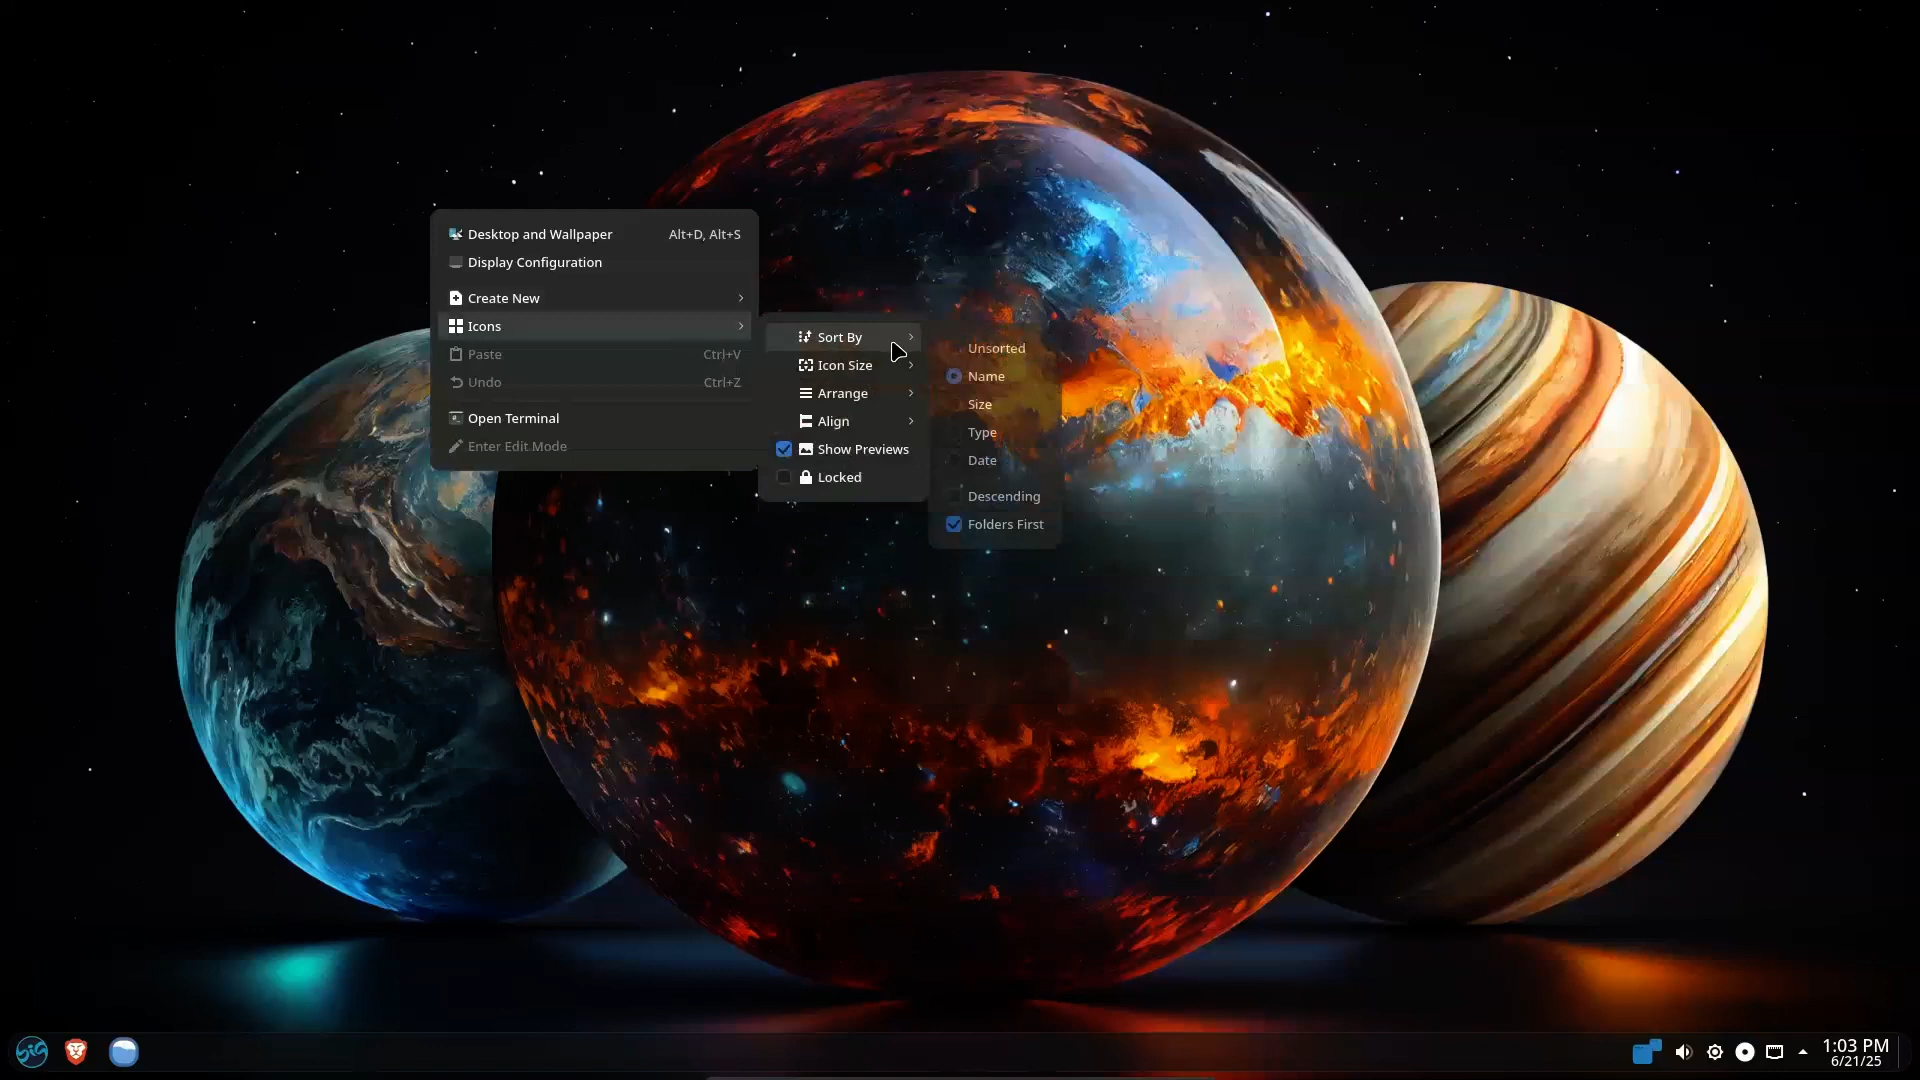 Desktop and Wallpaper Alt+D, Alt+S
Display Configuration
Create New
Icons
Paste Ctrl+V
Undo Ctrl+Z
Open Terminal
Enter Edit Mode
Sort By
Icon Size
Arrange
Align
Show Previews
Locked
Unsorted
Name
Size
Type
Date
Descending
Folders First
BIG
1:03 PM
6/21/25